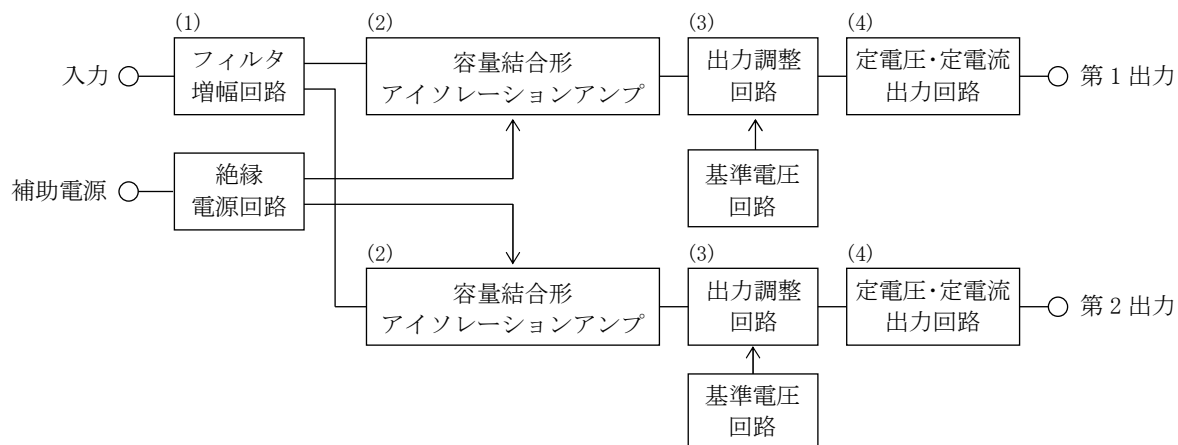 (1)
(2)
(3)
(4)
入力
フィルタ
増幅回路
容量結合形
アイソレーションアンプ
出力調整
回路
定電圧・定電流
出力回路
第1出力
補助電源
絶縁
電源回路
基準電圧
回路
(2)
(3)
(4)
容量結合形
アイソレーションアンプ
出力調整
回路
定電圧・定電流
出力回路
第2出力
基準電圧
回路